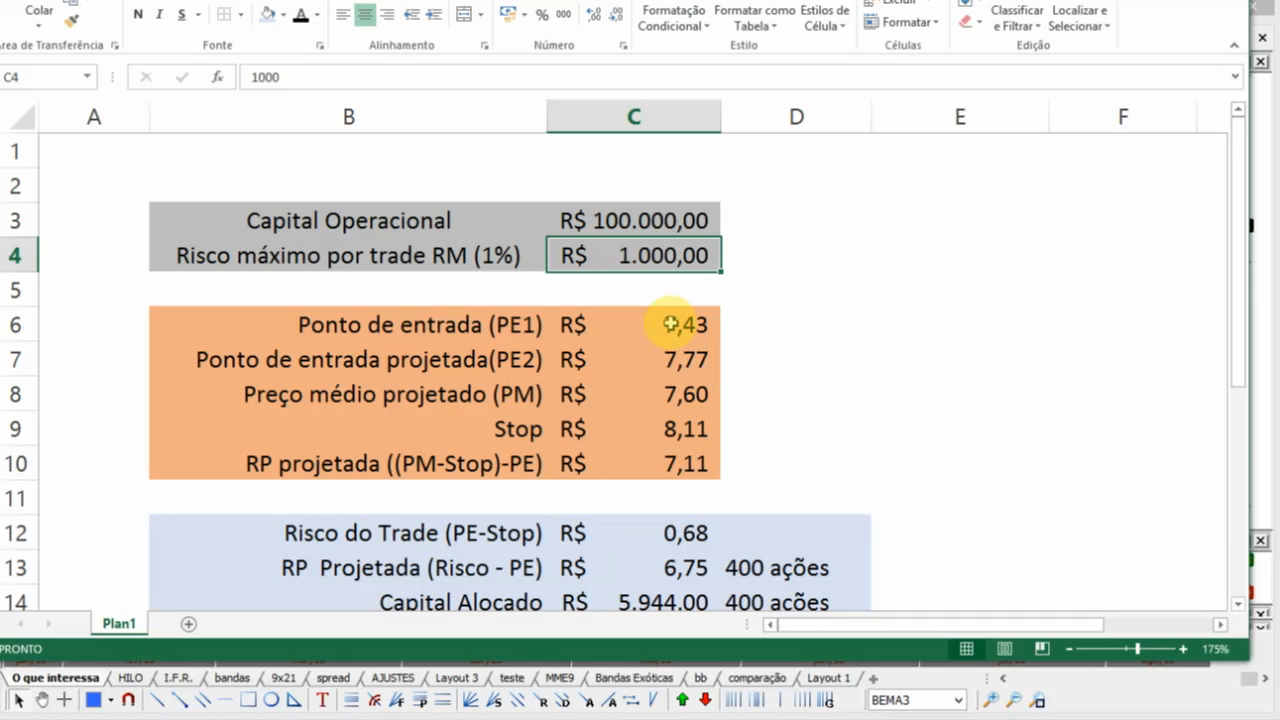 Colar
Formatação Condicional
Formatar como Tabela
Estilos de Célula
Formatar
Classificar e Filtrar
Localizar e Selecionar
N I S A % 000
Fonte
Alinhamento
Número
Estilo
Células
Edição
C4 fx 1000
A B C D E F
1
2
3 Capital Operacional R$ 100.000,00
4 Risco máximo por trade RM (1%) R$ 1.000,00
5
6 Ponto de entrada (PE1) R$ ,43
7 Ponto de entrada projetada(PE2) R$ 7,77
8 Preço médio projetado (PM) R$ 7,60
9 Stop R$ 8,11
10 RP projetada ((PM-Stop)-PE) R$ 7,11
11
12 Risco do Trade (PE-Stop) R$ 0,68
13 RP Projetada (Risco - PE) R$ 6,75 400 ações
14 Capital Alocado R$ 5.944,00 400 ações
Plan1
PRONTO 175%
O que interessa HILO I.F.R. bandas 9x21 spread AJUSTES Layout 3 teste MME9 Bandas Exóticas bb comparação Layout 1
BEMA3